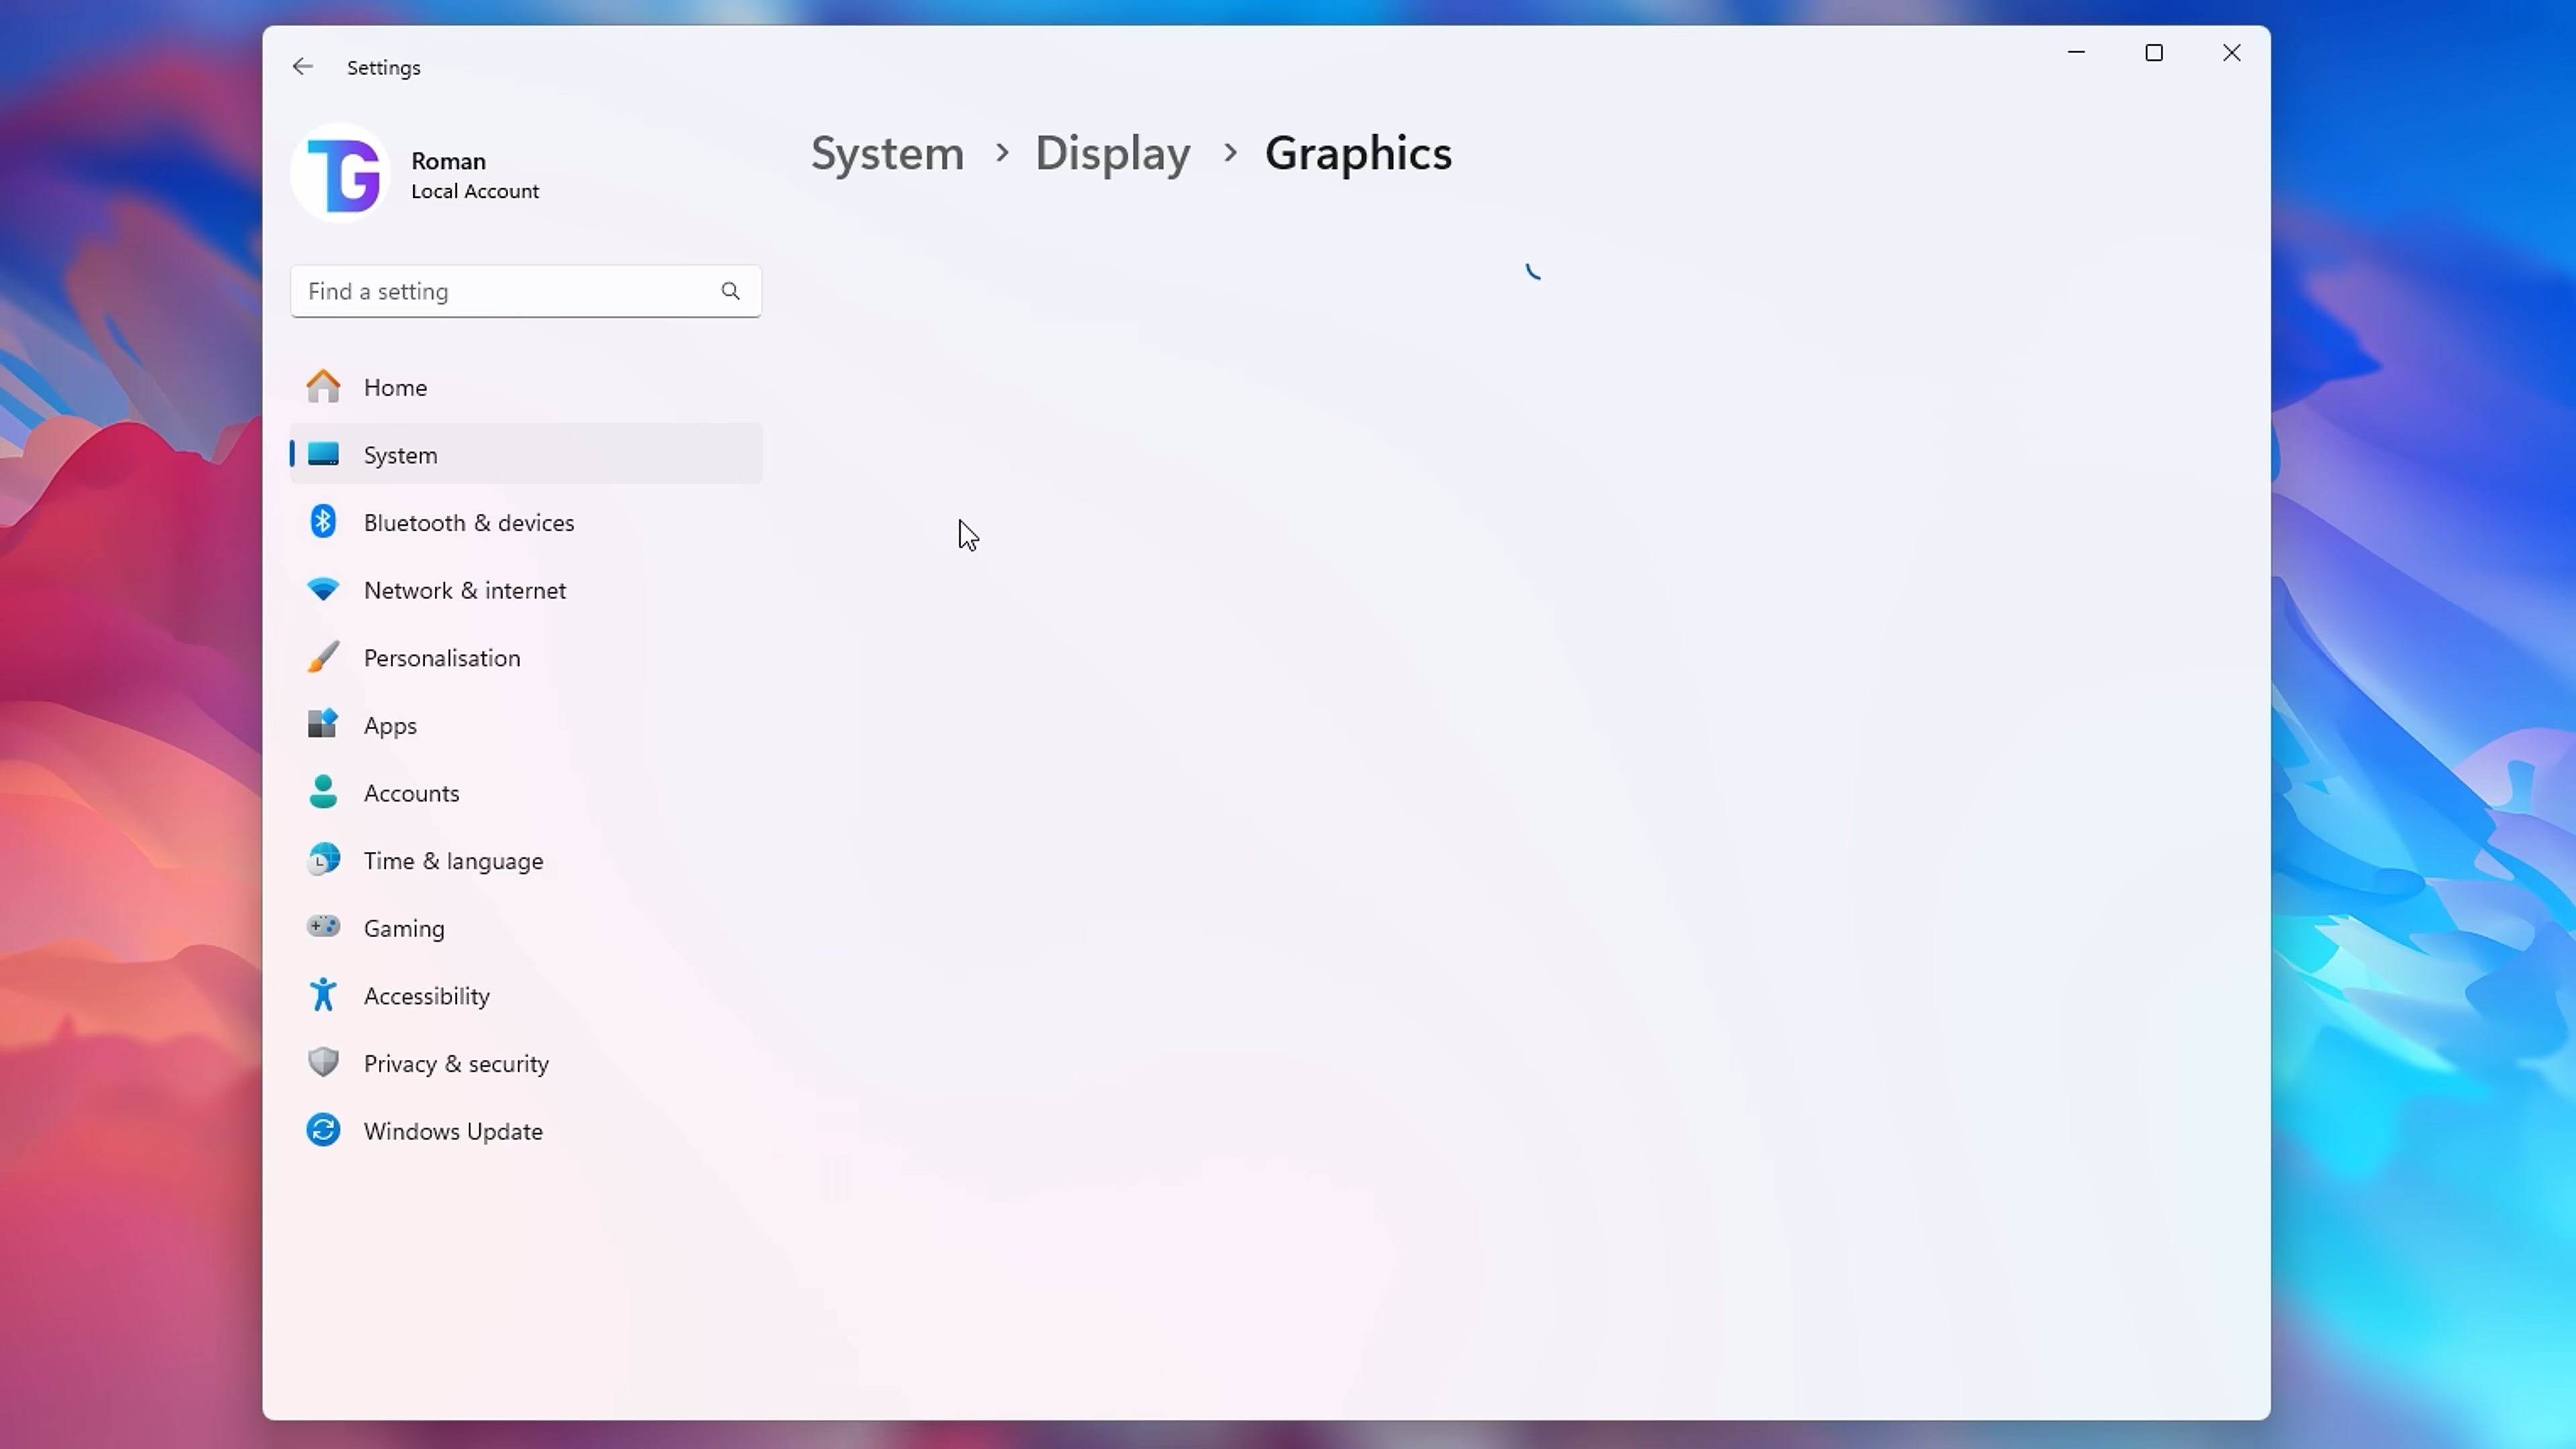 Settings
TG
Roman
Local Account
Find a setting
Home
System
Bluetooth & devices
Network & internet
Personalisation
Apps
Accounts
Time & language
Gaming
Accessibility
Privacy & security
Windows Update
System > Display > Graphics